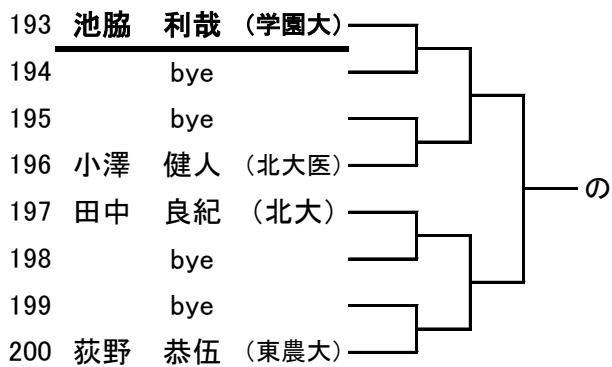 193 池脇 利哉 (学園大)
194 bye
195 bye
196 小澤 健人 (北大医)
の
197 田中 良紀 (北大)
198 bye
199 bye
200 荻野 恭伍 (東農大)